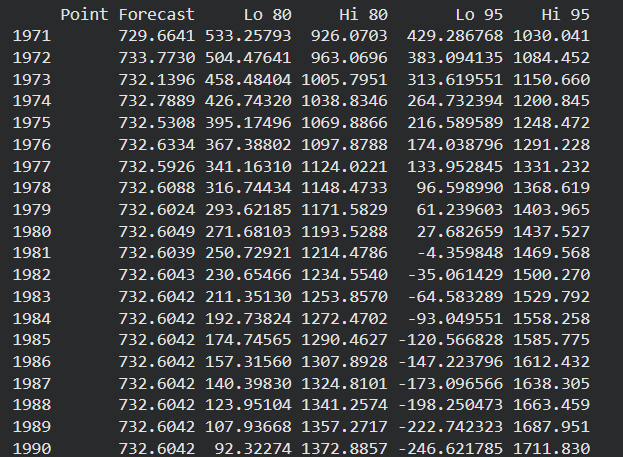 Point Forecast Lo 80 Hi 80 Lo 95 Hi 95
1971 729.6641 533.25793 926.0703 429.286768 1030.041
1972 733.7730 504.47641 963.0696 383.094135 1084.452
1973 732.1396 458.48404 1005.7951 313.619551 1150.660
1974 732.7889 426.74320 1038.8346 264.732394 1200.845
1975 732.5308 395.17496 1069.8866 216.589589 1248.472
1976 732.6334 367.38802 1097.8788 174.038796 1291.228
1977 732.5926 341.16310 1124.0221 133.952845 1331.232
1978 732.6088 316.74434 1148.4733 96.598990 1368.619
1979 732.6024 293.62185 1171.5829 61.239603 1403.965
1980 732.6049 271.68103 1193.5288 27.682659 1437.527
1981 732.6039 250.72921 1214.4786 -4.359848 1469.568
1982 732.6043 230.65466 1234.5540 -35.061429 1500.270
1983 732.6042 211.35130 1253.8570 -64.583289 1529.792
1984 732.6042 192.73824 1272.4702 -93.049551 1558.258
1985 732.6042 174.74565 1290.4627 -120.566828 1585.775
1986 732.6042 157.31560 1307.8928 -147.223796 1612.432
1987 732.6042 140.39830 1324.8101 -173.096566 1638.305
1988 732.6042 123.95104 1341.2574 -198.250473 1663.459
1989 732.6042 107.93668 1357.2717 -222.742323 1687.951
1990 732.6042 92.32274 1372.8857 -246.621785 1711.830